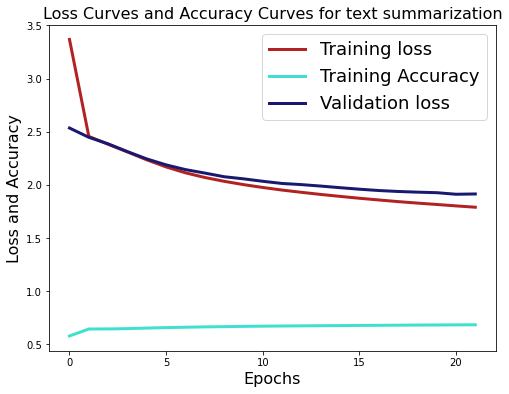 Loss Curves and Accuracy Curves for text summarization
3.5
3.0
2.5
2.0
1.5
1.0
0.5
Loss and Accuracy
Training loss
Training Accuracy
Validation loss
0 5 10 15 20
Epochs